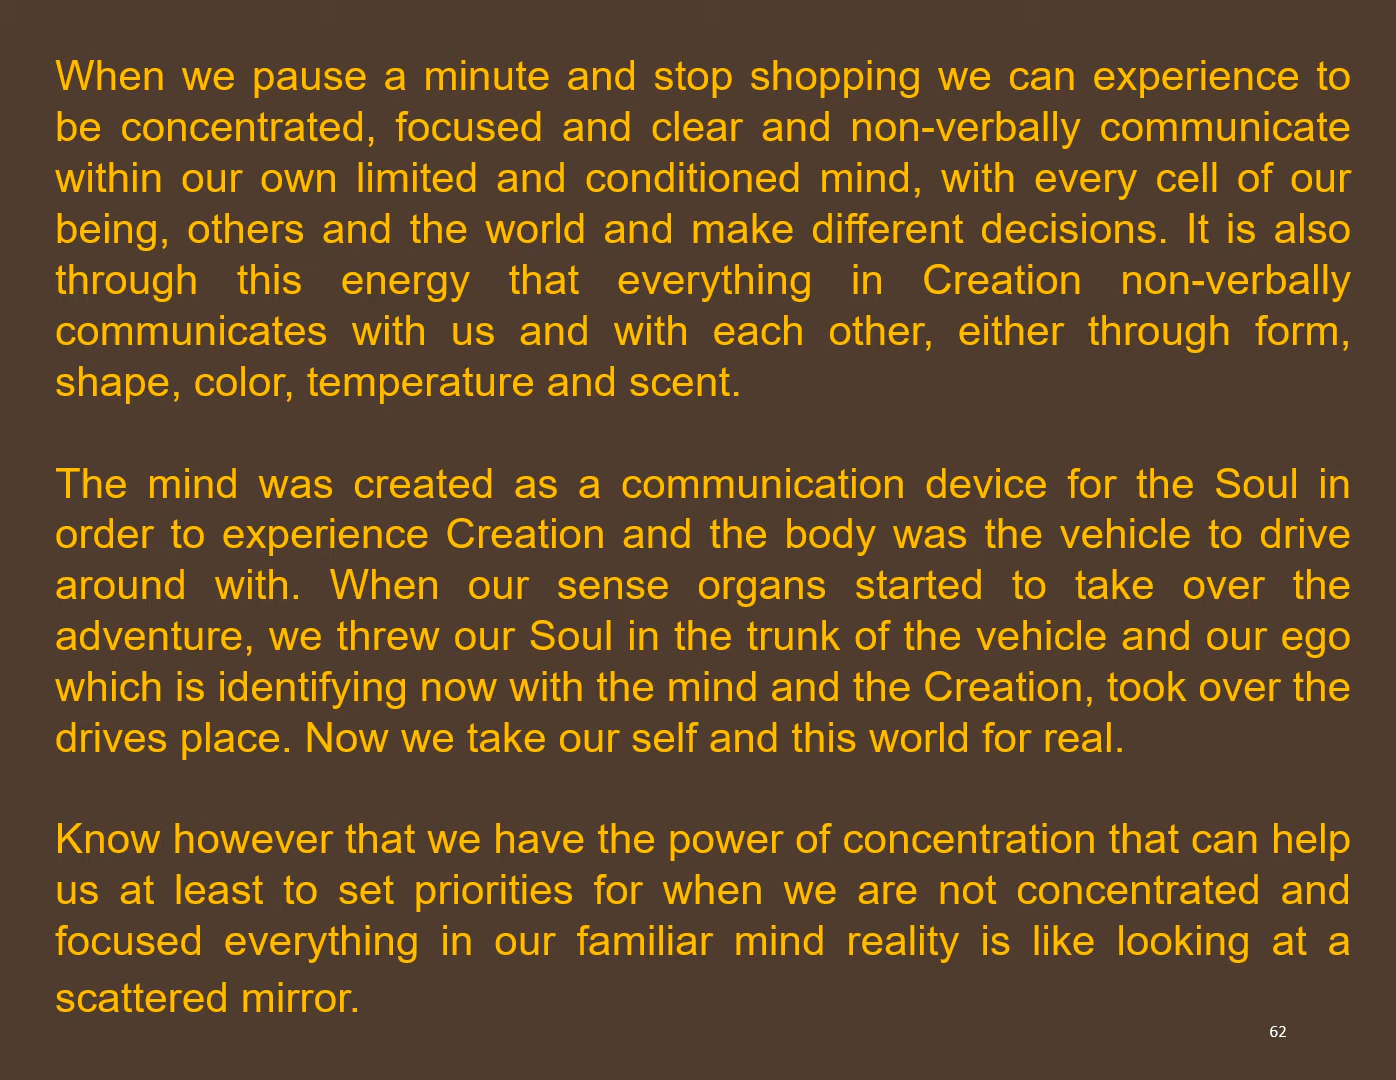 When we pause a minute and stop shopping we can experience to
be concentrated, focused and clear and non-verbally communicate
within our own limited and conditioned mind, with every cell of our
being, others and the world and make different decisions. It is also
through this energy that everything in Creation non-verbally
communicates with us and with each other, either through form,
shape, color, temperature and scent.
The mind was created as a communication device for the Soul in
order to experience Creation and the body was the vehicle to drive
around with. When our sense organs started to take over the
adventure, we threw our Soul in the trunk of the vehicle and our ego
which is identifying now with the mind and the Creation, took over the
drives place. Now we take our self and this world for real.
Know however that we have the power of concentration that can help
us at least to set priorities for when we are not concentrated and
focused everything in our familiar mind reality is like looking at a
scattered mirror.
62